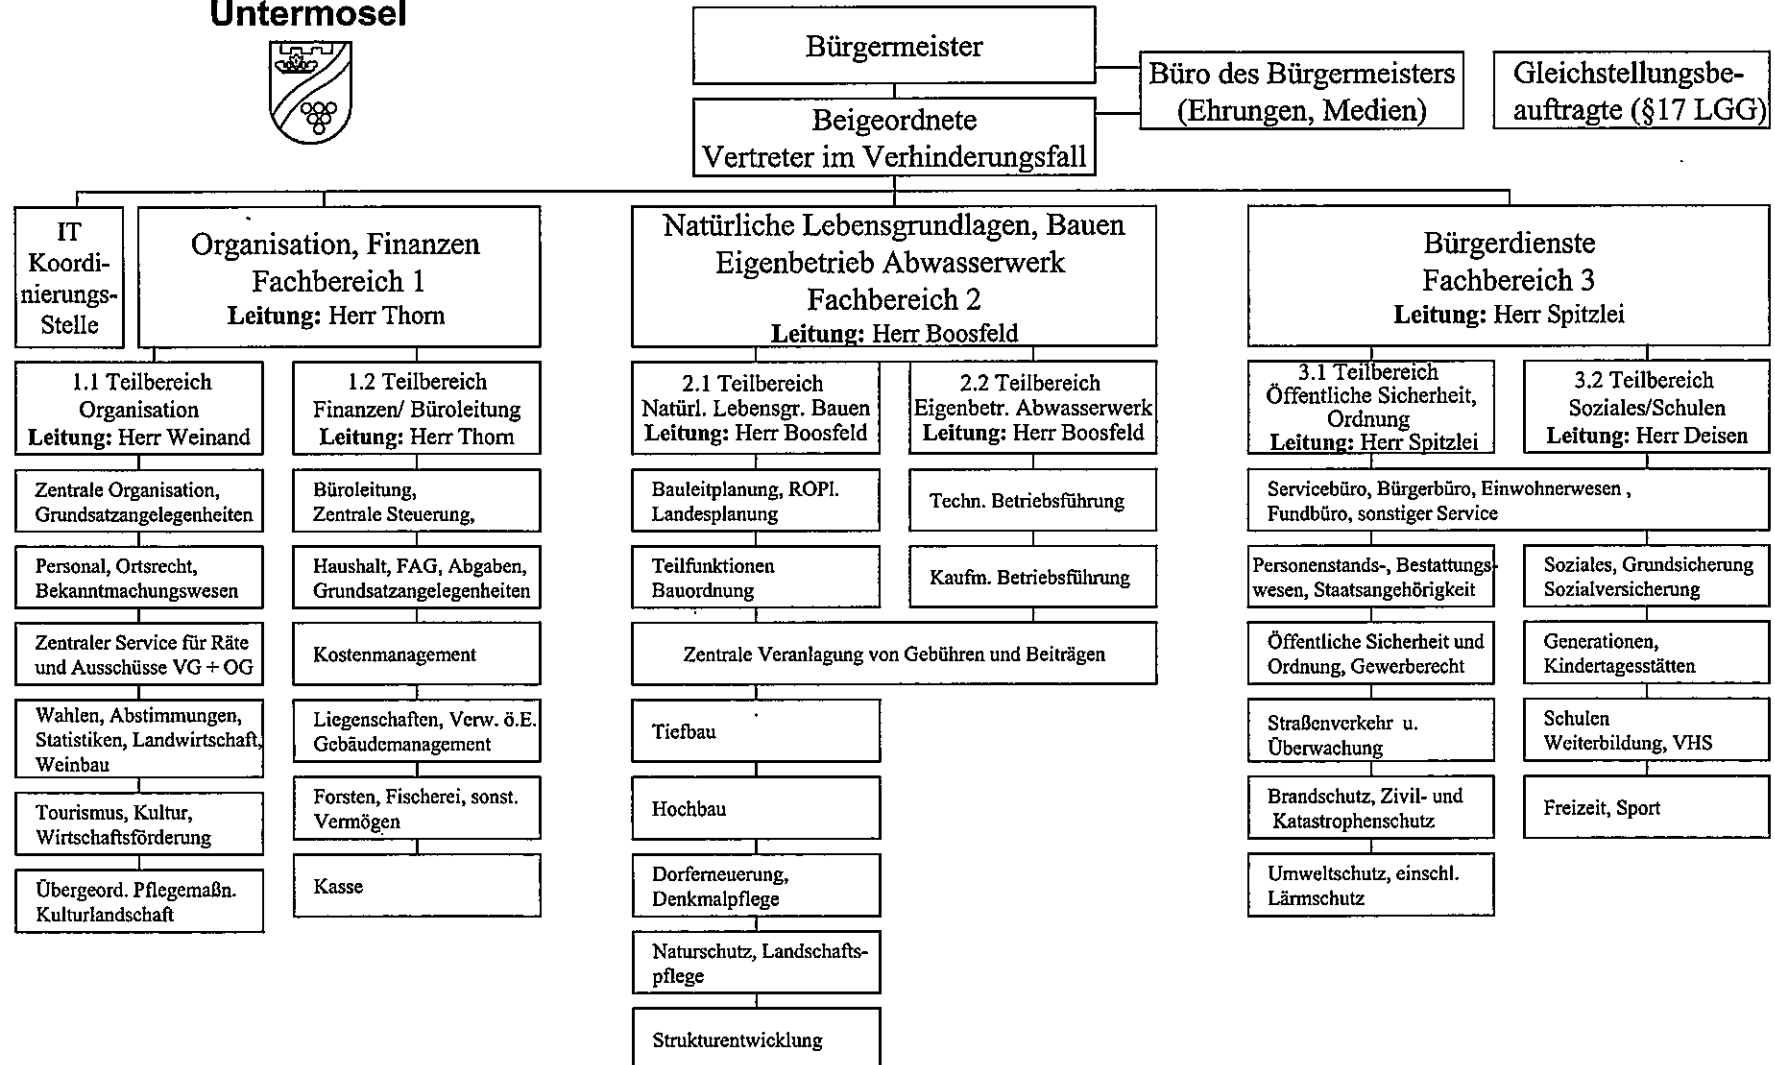 Untermosel
Bürgermeister
Büro des Bürgermeisters
(Ehrungen, Medien)
Gleichstellungsbe-
auftragte (§17 LGG)
Beigeordnete
Vertreter im Verhinderungsfall
IT
Koordi-
nierungs-
Stelle
Organisation, Finanzen
Fachbereich 1
Leitung: Herr Thorn
Natürliche Lebensgrundlagen, Bauen
Eigenbetrieb Abwasserwerk
Fachbereich 2
Leitung: Herr Boosfeld
Bürgerdienste
Fachbereich 3
Leitung: Herr Spitzlei
1.1 Teilbereich
Organisation
Leitung: Herr Weinand
1.2 Teilbereich
Finanzen/ Büroleitung
Leitung: Herr Thorn
2.1 Teilbereich
Natürl. Lebensgr. Bauen
Leitung: Herr Boosfeld
2.2 Teilbereich
Eigenbetr. Abwasserwerk
Leitung: Herr Boosfeld
3.1 Teilbereich
Öffentliche Sicherheit,
Ordnung
Leitung: Herr Spitzlei
3.2 Teilbereich
Soziales/Schulen
Leitung: Herr Deisen
Zentrale Organisation,
Grundsatzangelegenheiten
Büroleitung,
Zentrale Steuerung,
Bauleitplanung, ROPl.
Landesplanung
Techn. Betriebsführung
Servicebüro, Bürgerbüro, Einwohnerwesen ,
Fundbüro, sonstiger Service
Personal, Ortsrecht,
Bekanntmachungswesen
Haushalt, FAG, Abgaben,
Grundsatzangelegenheiten
Teilfunktionen
Bauordnung
Kaufm. Betriebsführung
Personenstands-, Bestattungs-
wesen, Staatsangehörigkeit
Soziales, Grundsicherung
Sozialversicherung
Zentraler Service für Räte
und Ausschüsse VG + OG
Kostenmanagement
Zentrale Veranlagung von Gebühren und Beiträgen
Öffentliche Sicherheit und
Ordnung, Gewerberecht
Generationen,
Kindertagesstätten
Wahlen, Abstimmungen,
Statistiken, Landwirtschaft,
Weinbau
Liegenschaften, Verw. ö.E.
Gebäudemanagement
Tiefbau
Straßenverkehr u.
Überwachung
Schulen
Weiterbildung, VHS
Tourismus, Kultur,
Wirtschaftsförderung
Forsten, Fischerei, sonst.
Vermögen
Hochbau
Brandschutz, Zivil- und
Katastrophenschutz
Freizeit, Sport
Übergeord. Pflegemaßn.
Kulturlandschaft
Kasse
Dorferneuerung,
Denkmalpflege
Umweltschutz, einschl.
Lärmschutz
Naturschutz, Landschafts-
pflege
Strukturentwicklung